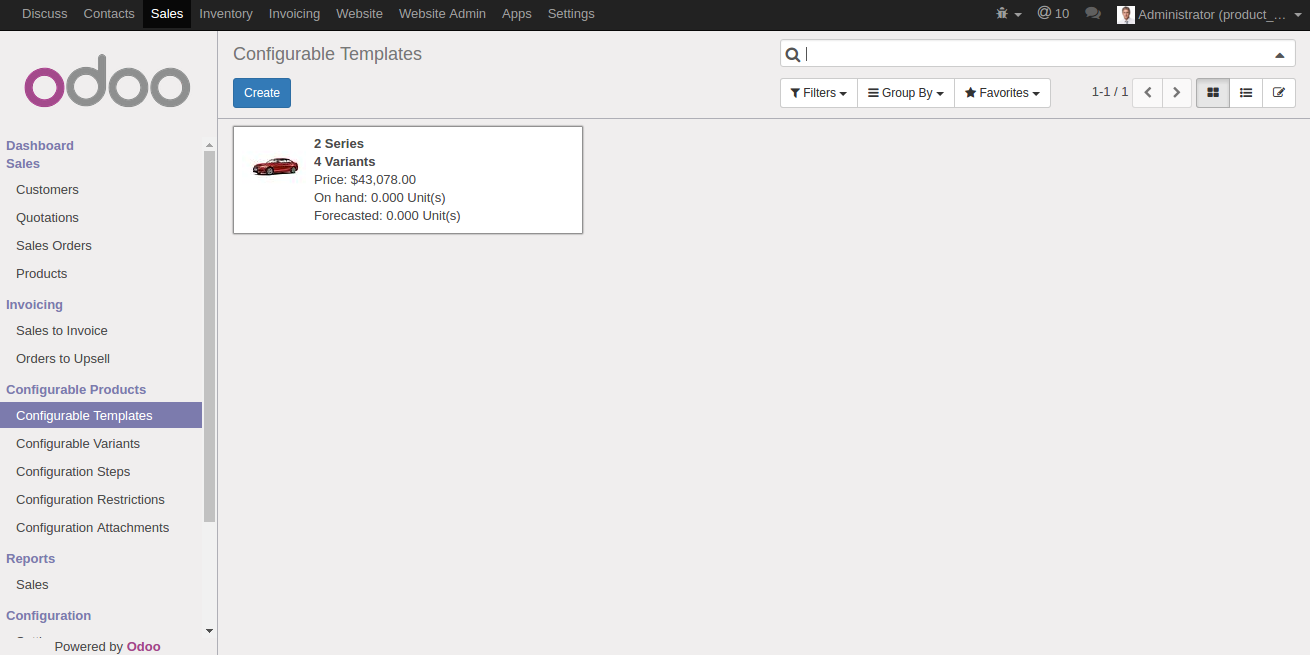 Discuss Contacts Sales Inventory Invoicing Website Website Admin Apps Settings @ 10 Administrator (product_...
odoo
Configurable Templates
Create
Filters Group By Favorites 1-1 / 1
Dashboard
Sales
Customers
Quotations
Sales Orders
Products
Invoicing
Sales to Invoice
Orders to Upsell
Configurable Products
Configurable Templates
Configurable Variants
Configuration Steps
Configuration Restrictions
Configuration Attachments
Reports
Sales
Configuration
Powered by Odoo
2 Series
4 Variants
Price: $43,078.00
On hand: 0.000 Unit(s)
Forecasted: 0.000 Unit(s)